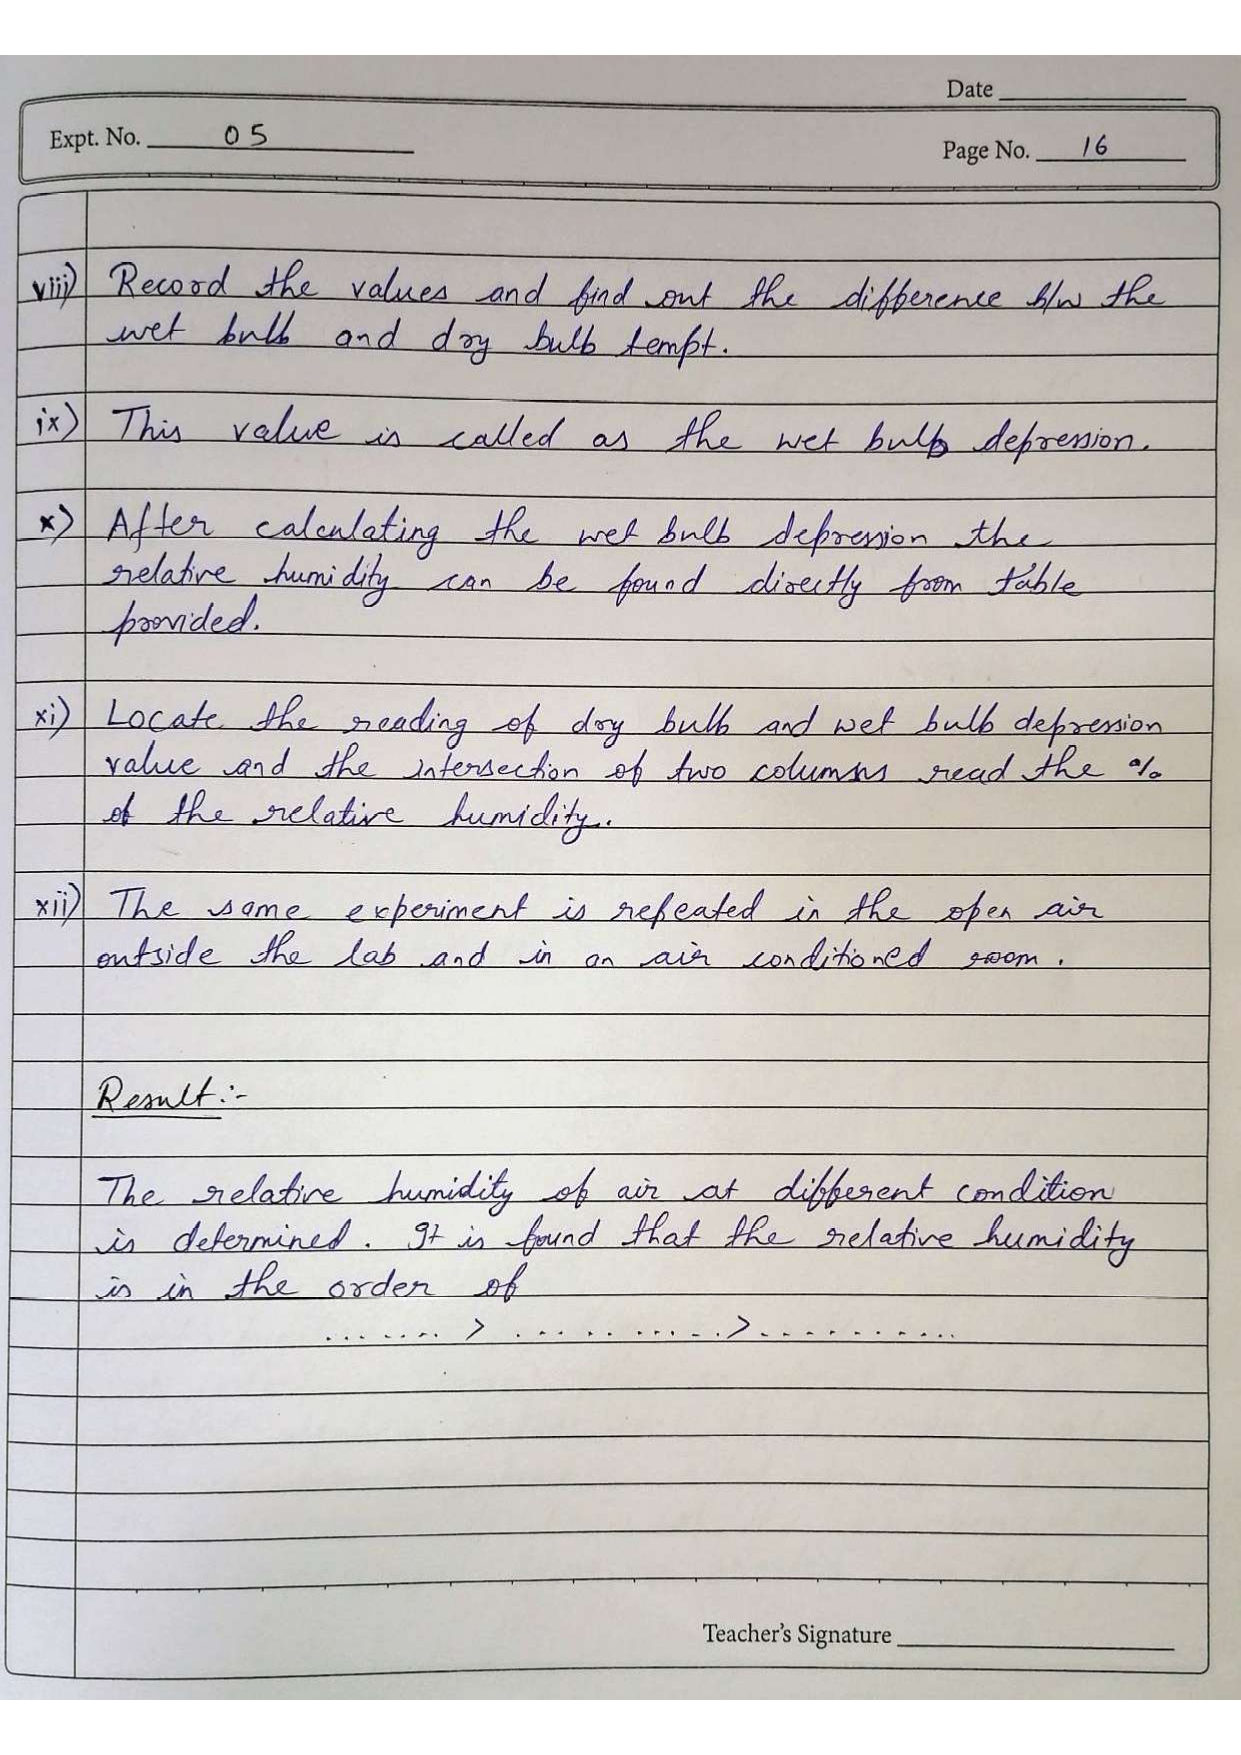 Date
Expt. No. 05
Page No. 16
viii) Record the values and find out the difference b/w the
wet bulb and dry bulb tempt.
ix) This value is called as the wet bulb depression.
x) After calculating the wet bulb depression the
relative humidity can be found directly from table
provided.
xi) Locate the reading of dry bulb and wet bulb depression
value and the intersection of two columns read the %
of the relative humidity.
xii) The same experiment is repeated in the open air
outside the lab and in an air conditioned room.
Result:-
The relative humidity of air at different condition
is determined. It is found that the relative humidity
is in the order of
........ > .............. > ............
Teacher's Signature